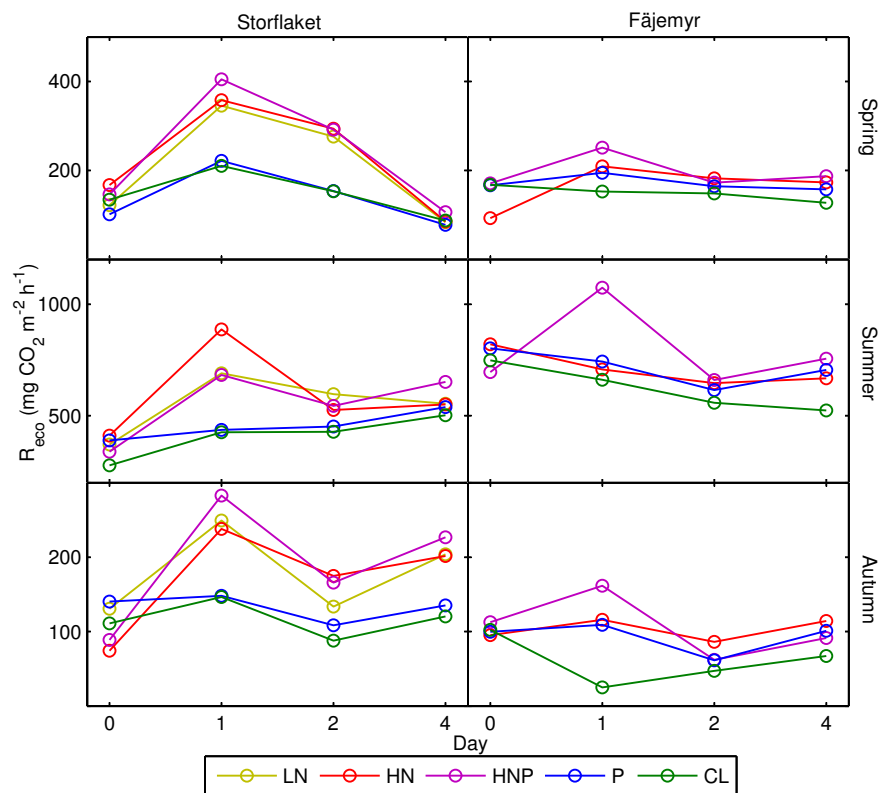 Storflaket
Fäjemyr
400
200
Spring
1000
500
Summer
200
100
Autumn
R_eco (mg CO_2 m^-2 h^-1)
0 1 2 4
0 1 2 4
Day
LN HN HNP P CL